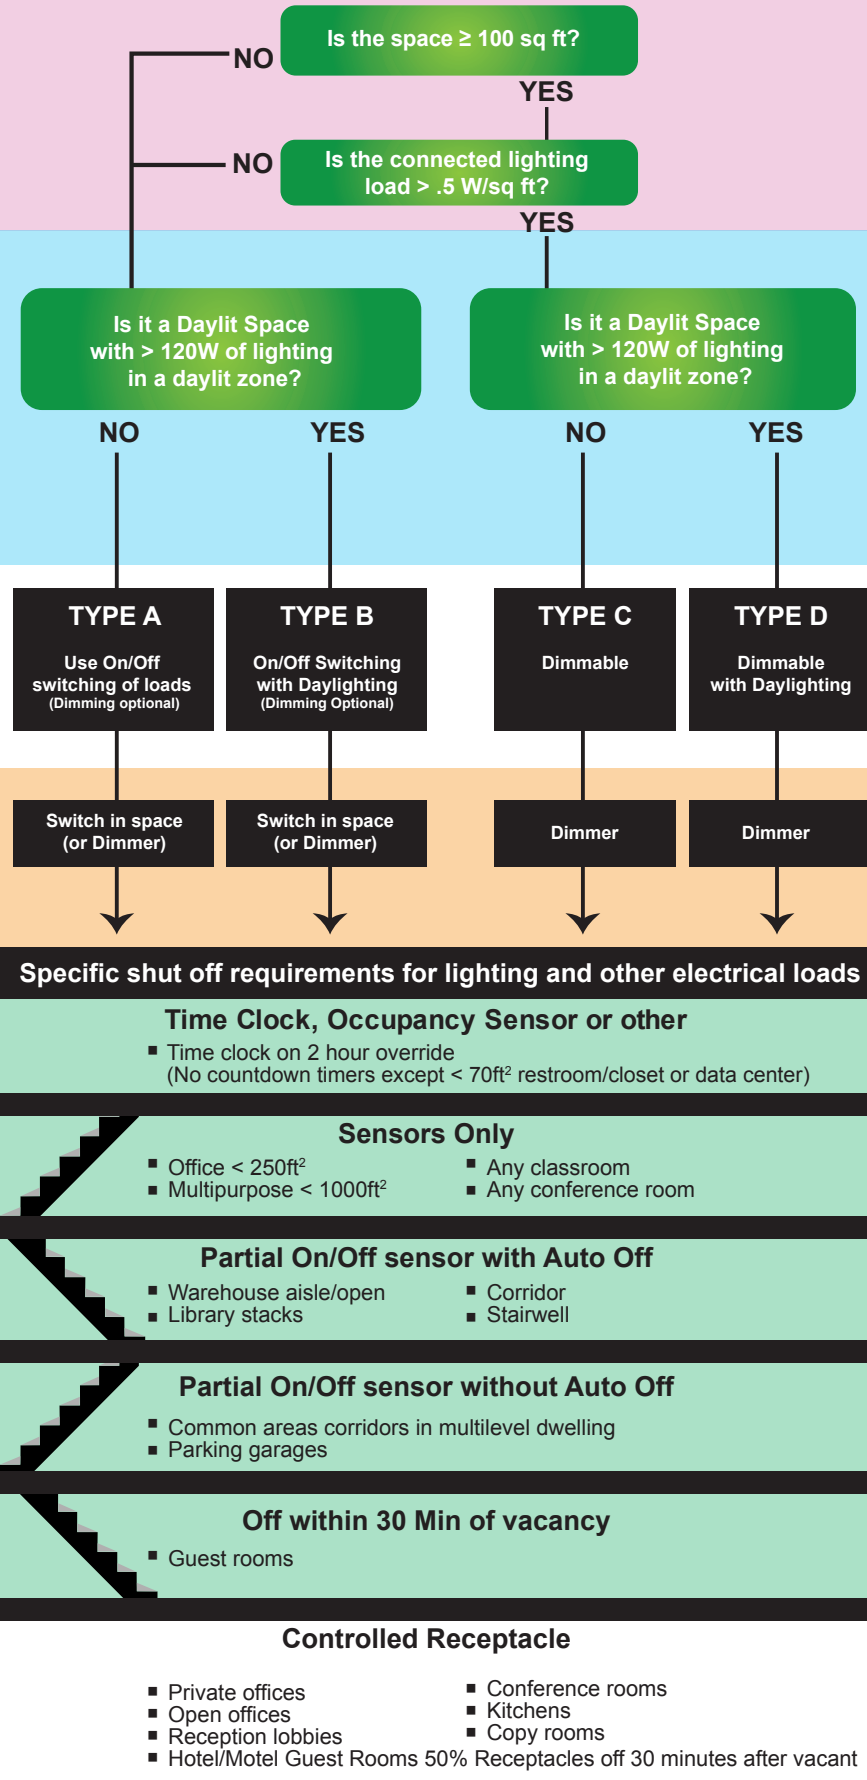 Is the space ≥ 100 sq ft?
NO
YES
NO
Is the connected lighting
load > .5 W/sq ft?
YES
Is it a Daylit Space
with > 120W of lighting
in a daylit zone?
Is it a Daylit Space
with > 120W of lighting
in a daylit zone?
NO
YES
NO
YES
TYPE A
Use On/Off
switching of loads
(Dimming optional)
TYPE B
On/Off Switching
with Daylighting
(Dimming Optional)
TYPE C
Dimmable
TYPE D
Dimmable
with Daylighting
Switch in space
(or Dimmer)
Switch in space
(or Dimmer)
Dimmer
Dimmer
Specific shut off requirements for lighting and other electrical loads
Time Clock, Occupancy Sensor or other
▪ Time clock on 2 hour override
(No countdown timers except < 70ft² restroom/closet or data center)
Sensors Only
▪ Office < 250ft²
▪ Multipurpose < 1000ft²
▪ Any classroom
▪ Any conference room
Partial On/Off sensor with Auto Off
▪ Warehouse aisle/open
▪ Library stacks
▪ Corridor
▪ Stairwell
Partial On/Off sensor without Auto Off
▪ Common areas corridors in multilevel dwelling
▪ Parking garages
Off within 30 Min of vacancy
▪ Guest rooms
Controlled Receptacle
▪ Private offices
▪ Open offices
▪ Reception lobbies
▪ Conference rooms
▪ Kitchens
▪ Copy rooms
▪ Hotel/Motel Guest Rooms 50% Receptacles off 30 minutes after vacant